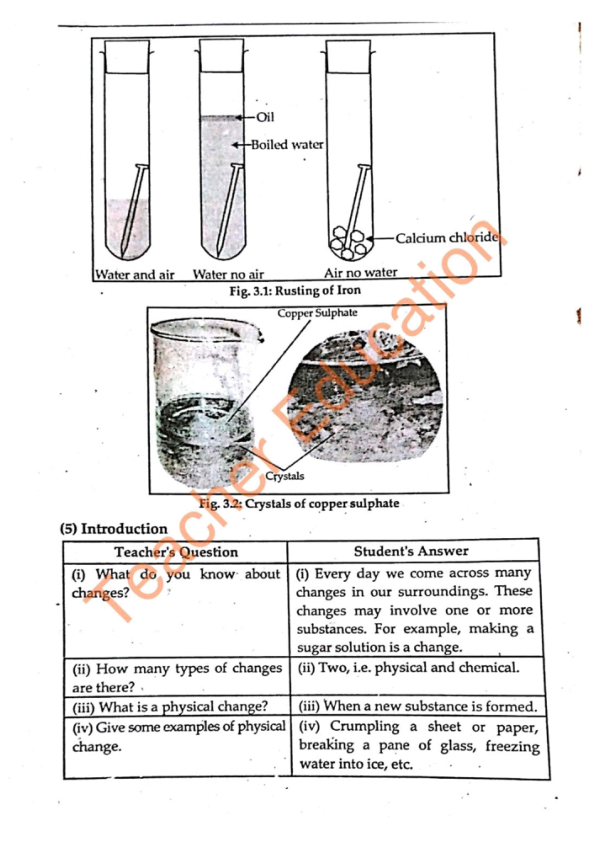 Oil
Boiled water
Calcium chloride
Water and air
Water no air
Air no water
Fig. 3.1: Rusting of Iron
Copper Sulphate
Crystals
Fig. 3.2: Crystals of copper sulphate
(5) Introduction
Teacher's Question
Student's Answer
(i) What do you know about
changes?
(i) Every day we come across many
changes in our surroundings. These
changes may involve one or more
substances. For example, making a
sugar solution is a change.
(ii) How many types of changes
are there?
(ii) Two, i.e. physical and chemical.
(iii) What is a physical change?
(iii) When a new substance is formed.
(iv) Give some examples of physical
change.
(iv) Crumpling a sheet or paper,
breaking a pane of glass, freezing
water into ice, etc.
Teacher Education